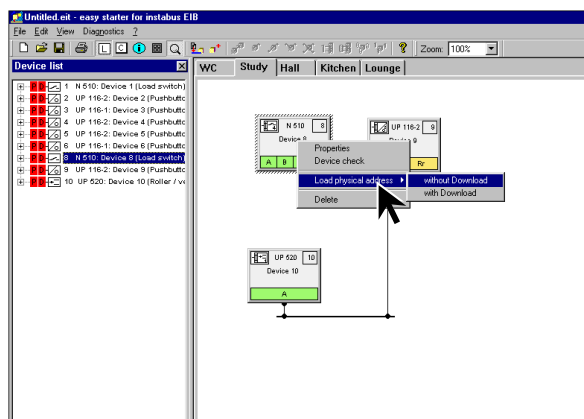 Untitled.eit - easy starter for instabus EIB
File Edit View Diagnostics ?
Zoom: 100%
Device list
WC Study Hall Kitchen Lounge
1 N 510: Device 1 (Load switch)
2 UP 116-2: Device 2 (Pushbutto
3 UP 116-1: Device 3 (Pushbutto
4 UP 116-2: Device 4 (Pushbutto
5 UP 116-2: Device 5 (Pushbutto
6 UP 116-1: Device 6 (Pushbutto
8 N 510: Device 8 (Load switch)
9 UP 116-2: Device 9 (Pushbutto
10 UP 520: Device 10 (Roller / ve
N 510 8
Device 8
A B
UP 116-2 9
9
Rr
Properties
Device check
Load physical address
Delete
without Download
with Download
UP 520 10
Device 10
A